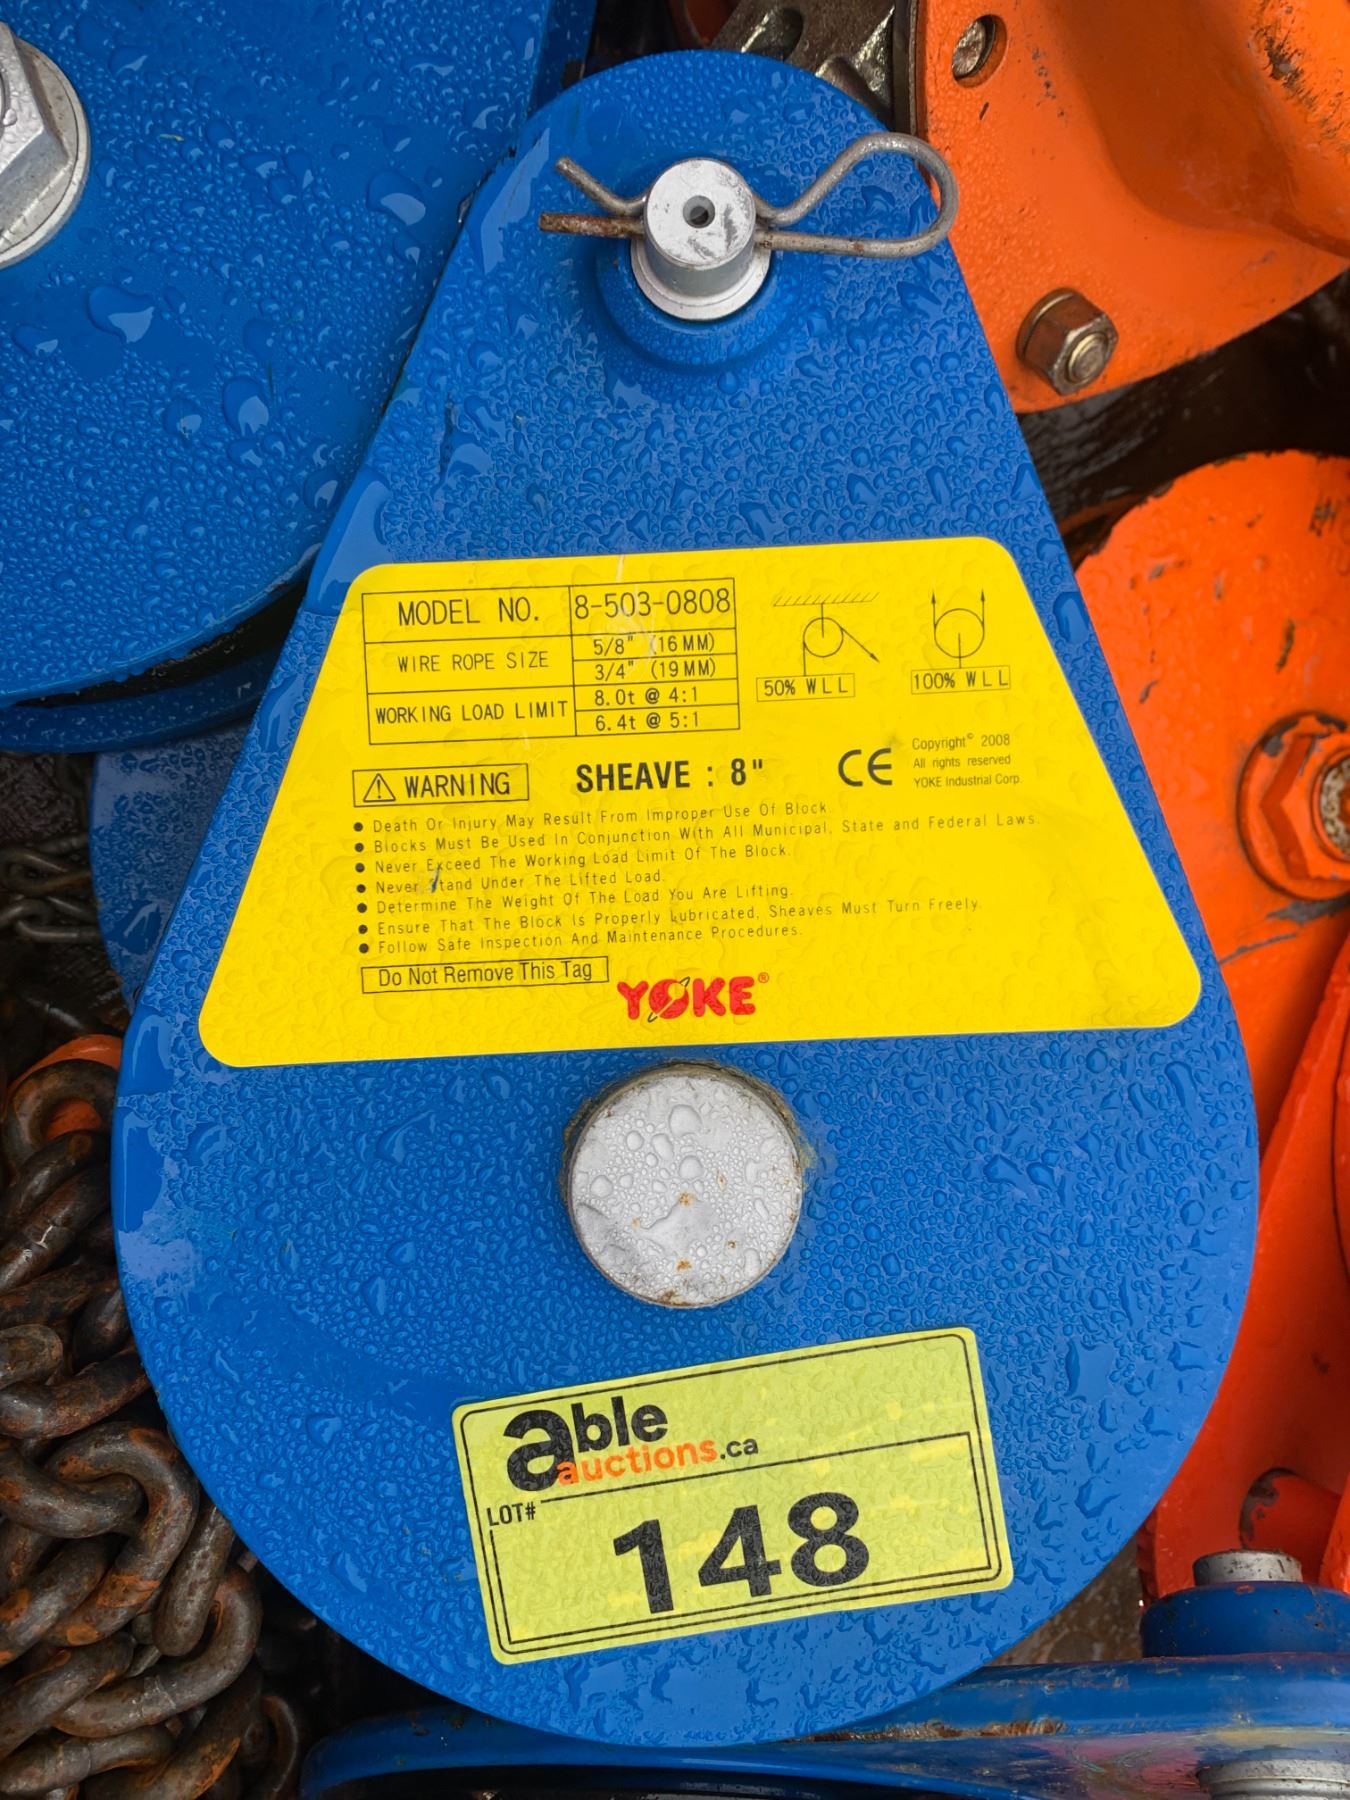 MODEL NO. 8-503-0808
WIRE ROPE SIZE 5/8" (16MM)
3/4" (19MM)
WORKING LOAD LIMIT 8.0t @ 4:1
6.4t @ 5:1
50% WLL 100% WLL
WARNING
SHEAVE : 8"
CE
Copyright© 2008
All rights reserved
YOKE Industrial Corp.
● Death Or Injury May Result From Improper Use Of Block.
● Blocks Must Be Used In Conjunction With All Municipal, State and Federal Laws.
● Never Exceed The Working Load Limit Of The Block.
● Never Stand Under The Lifted Load.
● Determine The Weight Of The Load You Are Lifting.
● Ensure That The Block Is Properly Lubricated, Sheaves Must Turn Freely.
● Follow Safe Inspection And Maintenance Procedures.
Do Not Remove This Tag
YOKE®
able
auctions.ca
LOT#
148